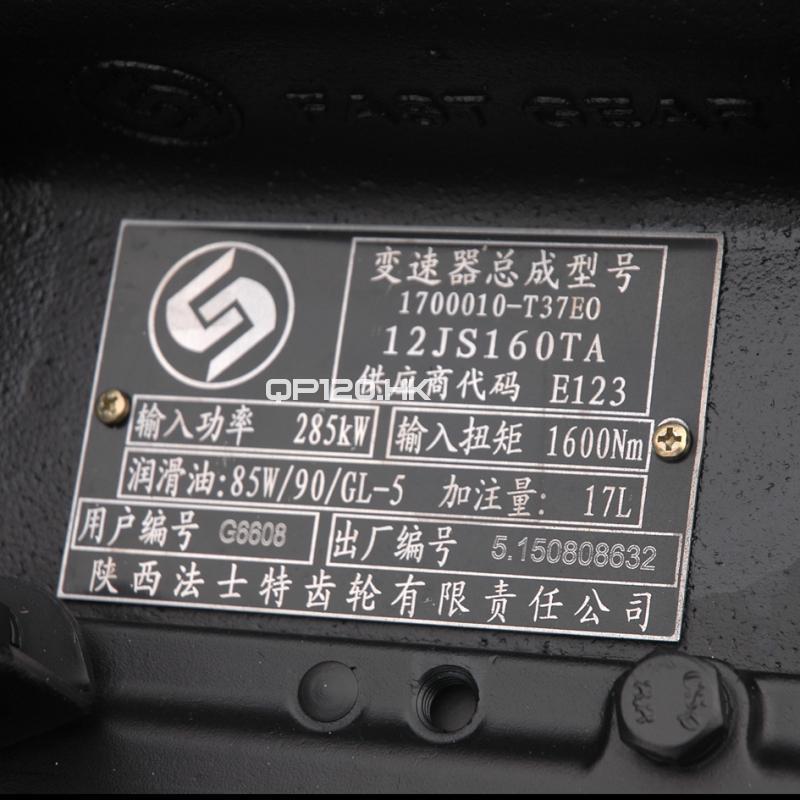 FAST GEAR
变速器总成型号
1700010-T37EO
12JS160TA
供应商代码 E123
QP120.HK
输入功率 285kW 输入扭矩 1600Nm
润滑油:85W/90/GL-5 加注量: 17L
用户编号 G6608 出厂编号 5.150808632
陕西法士特齿轮有限责任公司